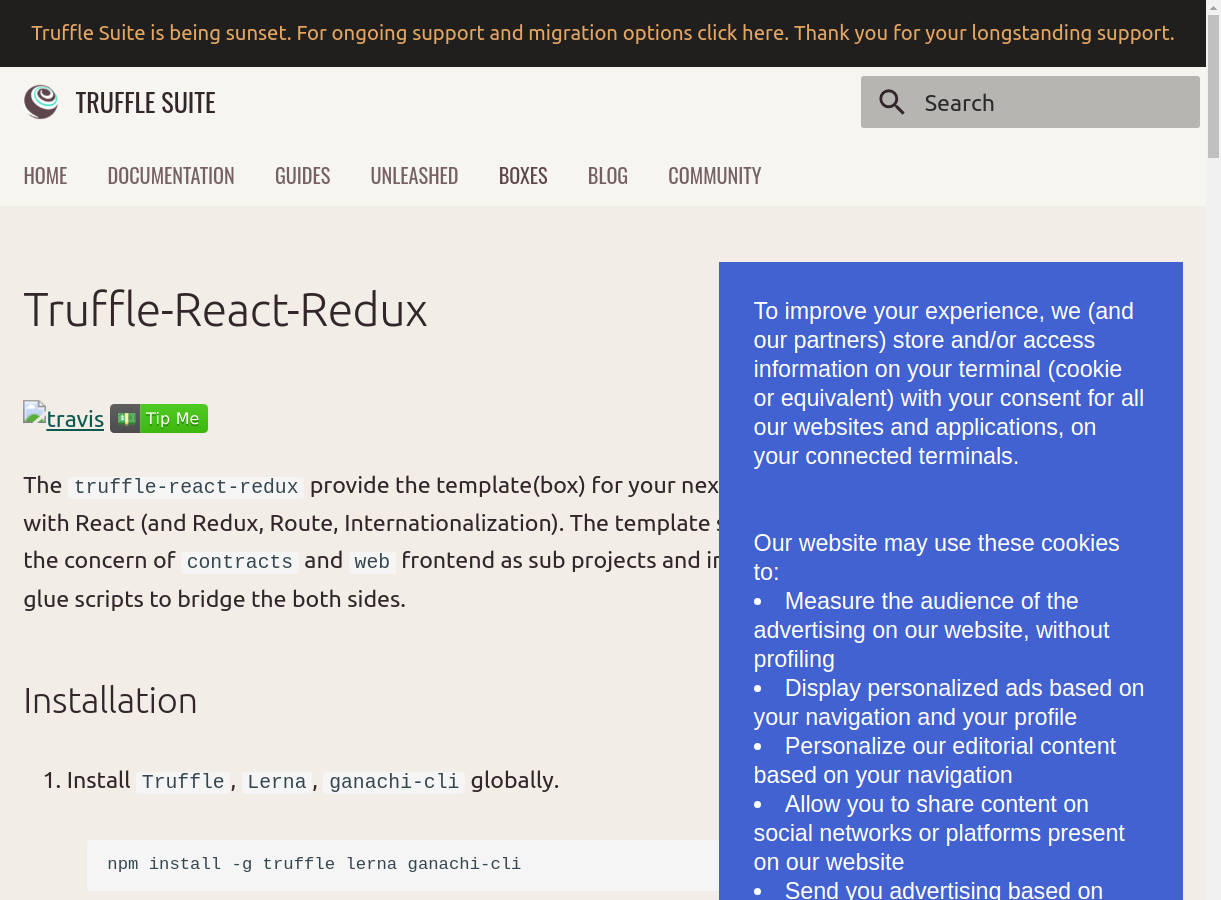 Truffle Suite is being sunset. For ongoing support and migration options click here. Thank you for your longstanding support.
TRUFFLE SUITE
Search
HOME DOCUMENTATION GUIDES UNLEASHED BOXES BLOG COMMUNITY
Truffle-React-Redux
travis Tip Me
The truffle-react-redux provide the template(box) for your nex
with React (and Redux, Route, Internationalization). The template
the concern of contracts and web frontend as sub projects and
glue scripts to bridge the both sides.
Installation
1. Install Truffle, Lerna, ganachi-cli globally.
npm install -g truffle lerna ganachi-cli
To improve your experience, we (and
our partners) store and/or access
information on your terminal (cookie
or equivalent) with your consent for all
our websites and applications, on
your connected terminals.
Our website may use these cookies
to:
• Measure the audience of the
advertising on our website, without
profiling
• Display personalized ads based on
your navigation and your profile
• Personalize our editorial content
based on your navigation
• Allow you to share content on
social networks or platforms present
on our website
• Send you advertising based on